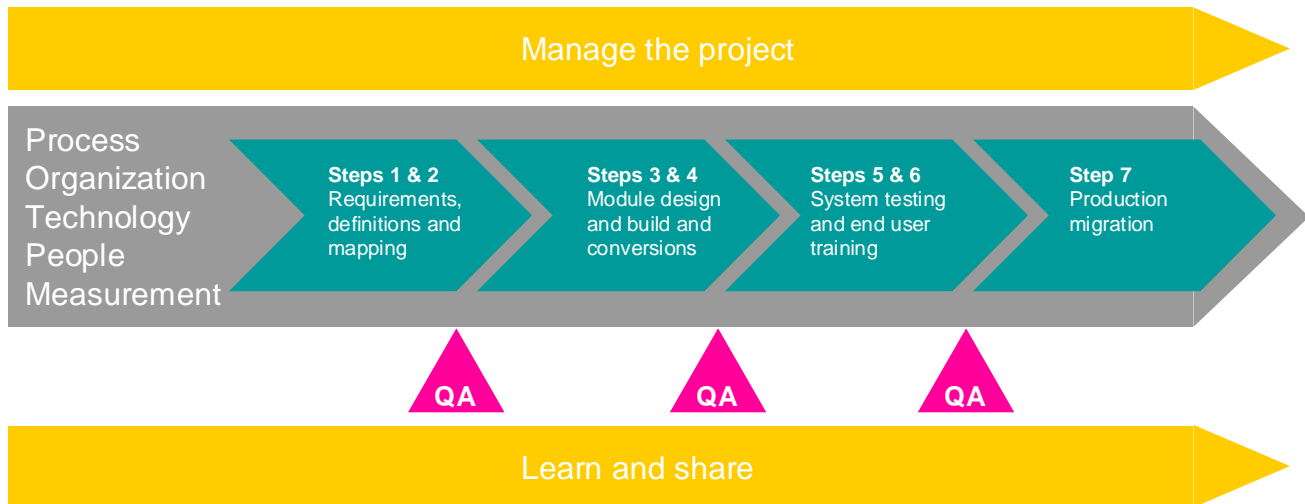 Manage the project
Process
Organization
Technology
People
Measurement
Steps 1 & 2
Requirements,
definitions and
mapping
Steps 3 & 4
Module design
and build and
conversions
Steps 5 & 6
System testing
and end user
training
Step 7
Production
migration
QA
QA
QA
Learn and share